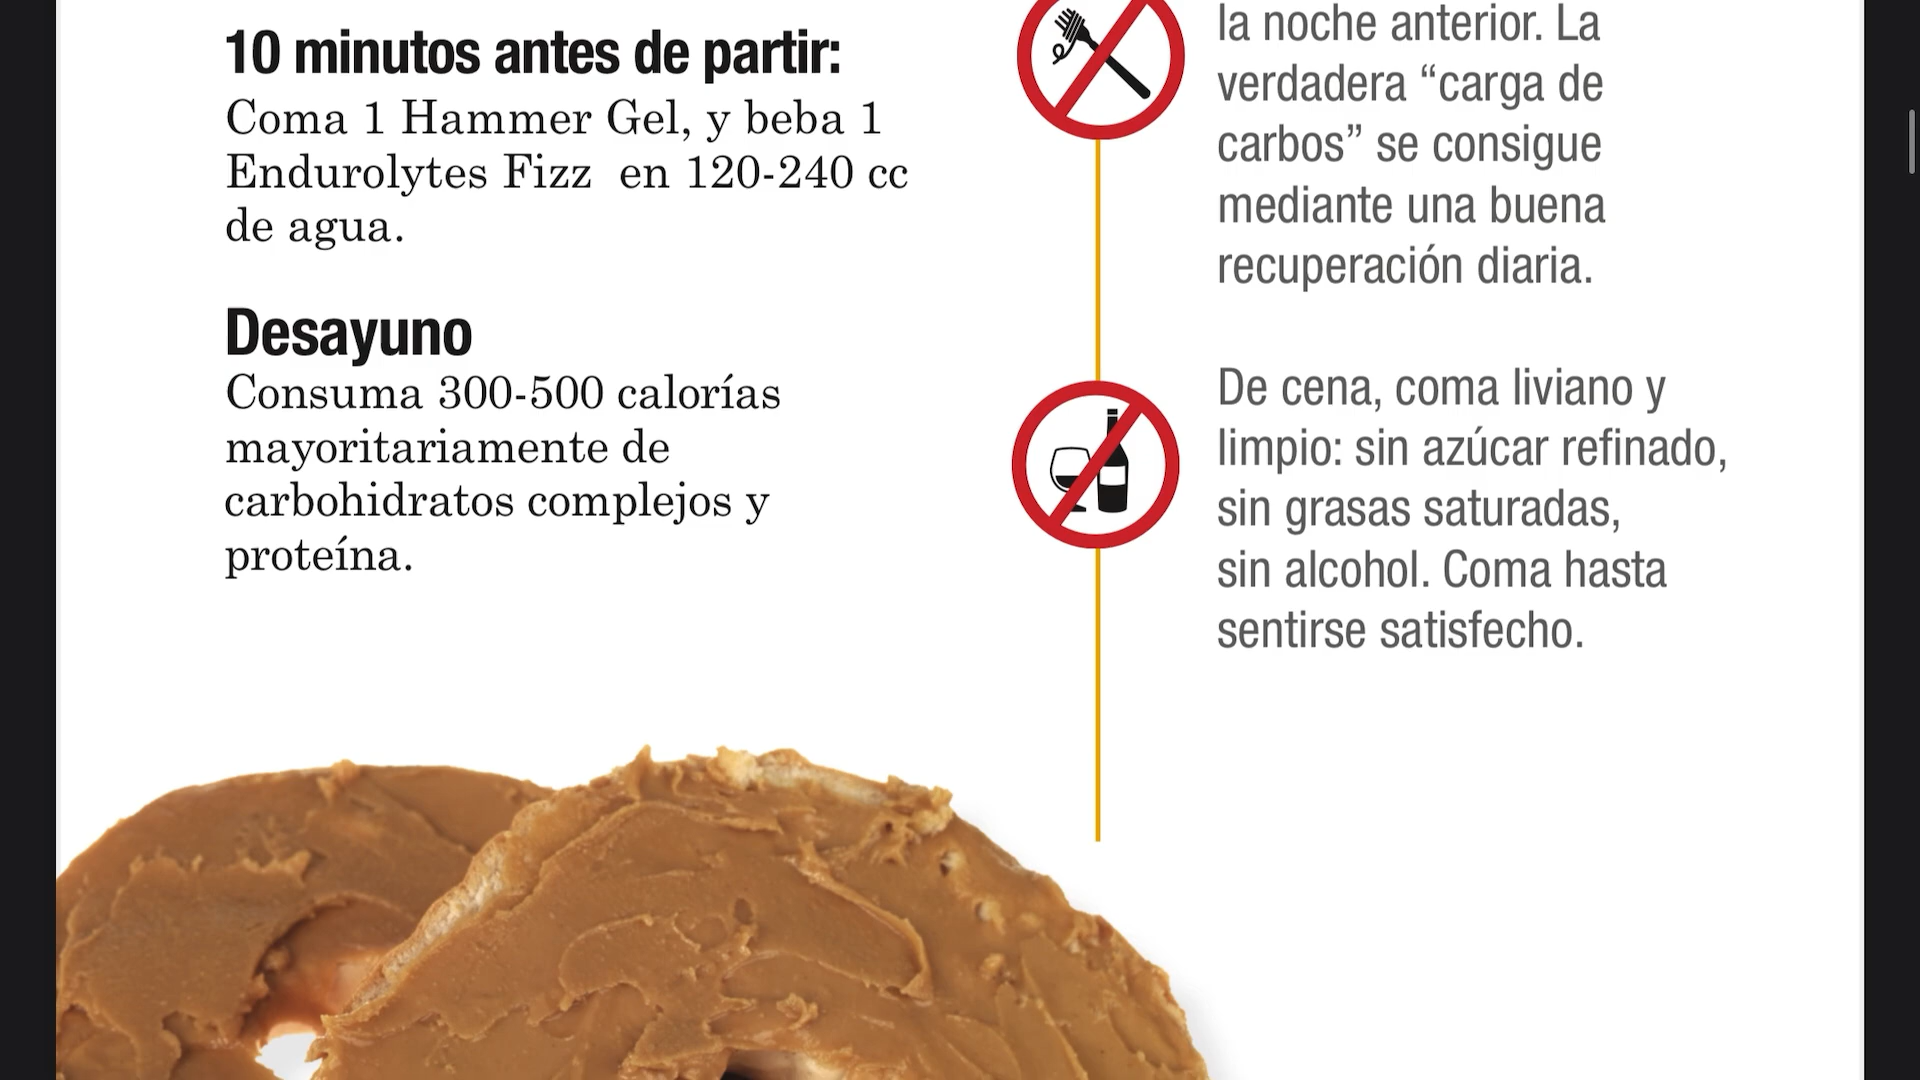 10 minutos antes de partir:
Coma 1 Hammer Gel, y beba 1
Endurolytes Fizz  en 120-240 cc
de agua.
Desayuno
Consuma 300-500 calorías
mayoritariamente de
carbohidratos complejos y
proteína.
la noche anterior. La
verdadera “carga de
carbos” se consigue
mediante una buena
recuperación diaria.
De cena, coma liviano y
limpio: sin azúcar refinado,
sin grasas saturadas,
sin alcohol. Coma hasta
sentirse satisfecho.